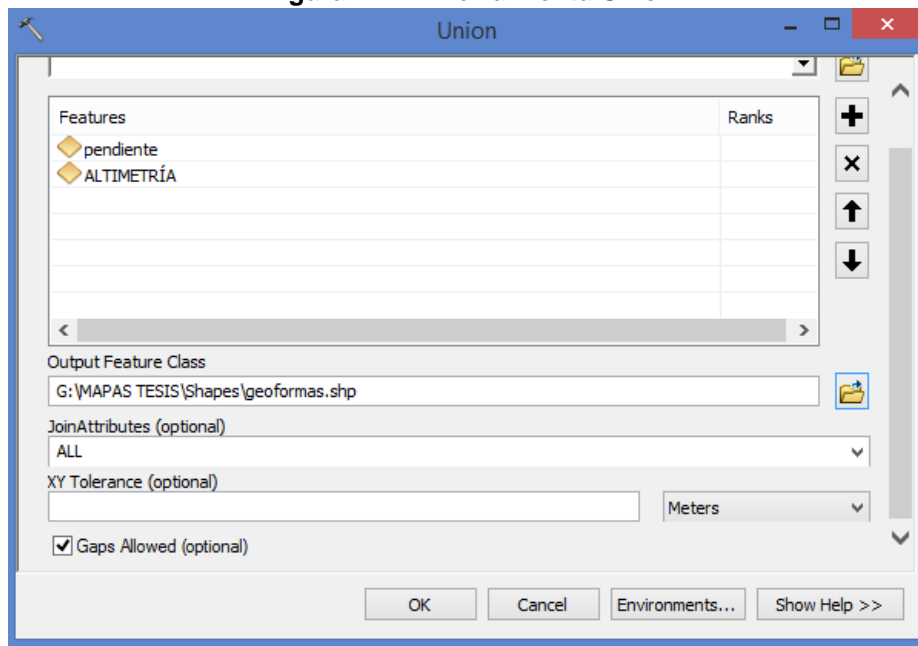 Union
Features Ranks
pendiente
ALTIMETRÍA
Output Feature Class
G:\MAPAS TESIS\Shapes\geoformas.shp
JoinAttributes (optional)
ALL
XY Tolerance (optional)
Meters
Gaps Allowed (optional)
OK Cancel Environments... Show Help >>